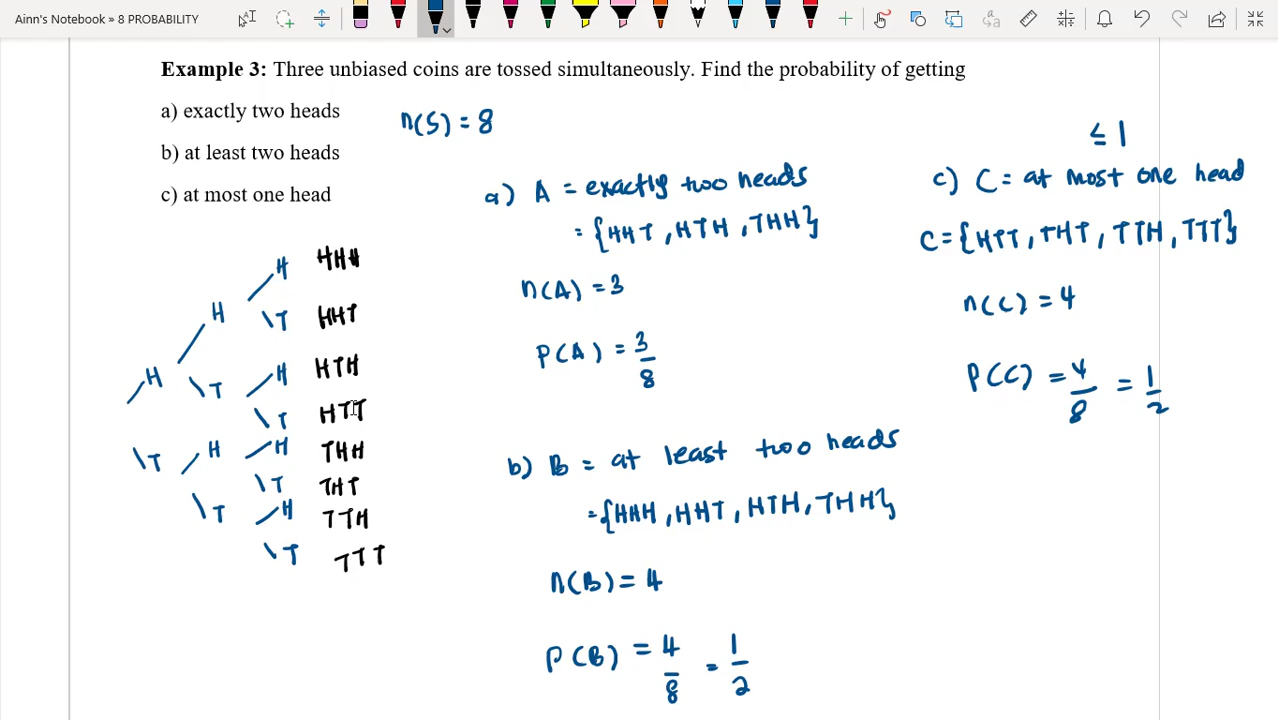 Ainn's Notebook » 8 PROBABILITY
Example 3: Three unbiased coins are tossed simultaneously. Find the probability of getting
a) exactly two heads
b) at least two heads
c) at most one head
n(S) = 8
H H HHH
H
T HHT
H
H HTH
T
T HTT
H THH
T H
T THT
H TTH
T
T TTT
a) A = exactly two heads
= {HHT, HTH, THH}
n(A) = 3
P(A) = 3/8
b) B = at least two heads
= {HHH, HHT, HTH, THH}
n(B) = 4
P(B) = 4/8 = 1/2
≤ 1
c) C = at most one head
C = {HTT, THT, TTH, TTT}
n(C) = 4
P(C) = 4/8 = 1/2